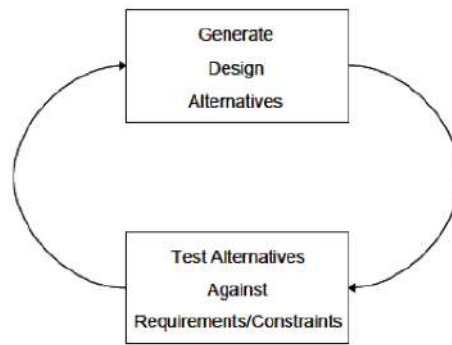 Generate
Design
Alternatives
Test Alternatives
Against
Requirements/Constraints